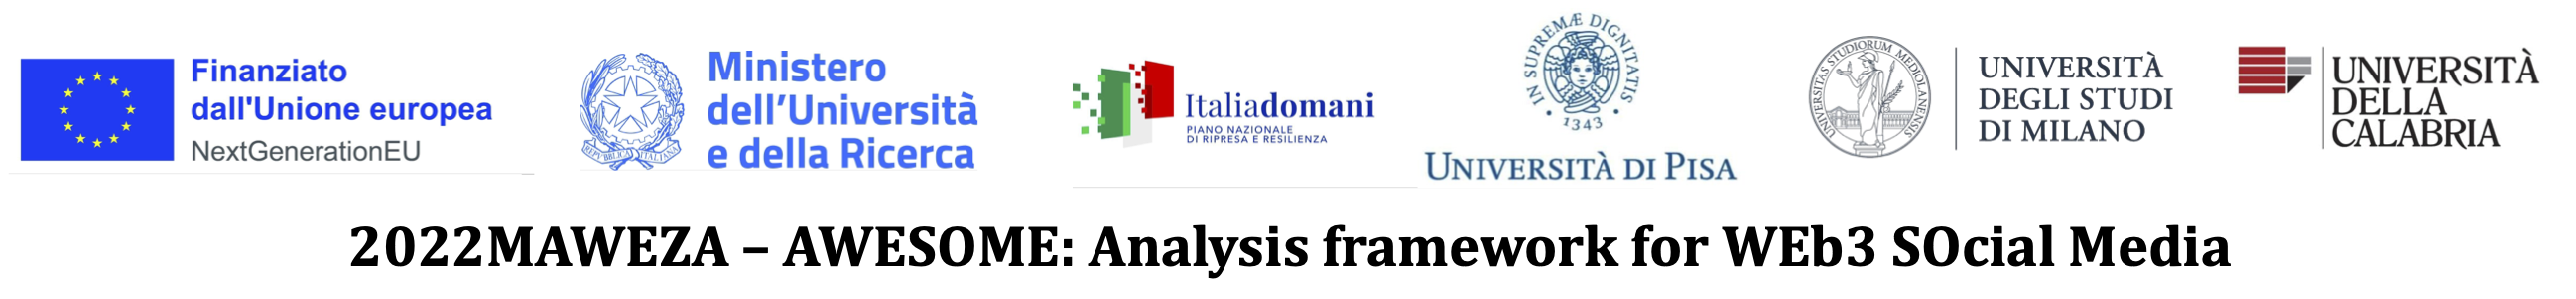 Finanziato
dall'Unione europea
NextGenerationEU
REPVBBLICA ITALIANA
Ministero
dell'Università
e della Ricerca
Italiadomani
PIANO NAZIONALE
DI RIPRESA E RESILIENZA
IN SUPREMÆ DIGNITATIS
1343
UNIVERSITÀ DI PISA
UNIVERSITAS STUDIORUM MEDIOLANENSIS
UNIVERSITÀ
DEGLI STUDI
DI MILANO
UNIVERSITÀ
DELLA
CALABRIA
2022MAWEZA – AWESOME: Analysis framework for WEb3 SOcial Media